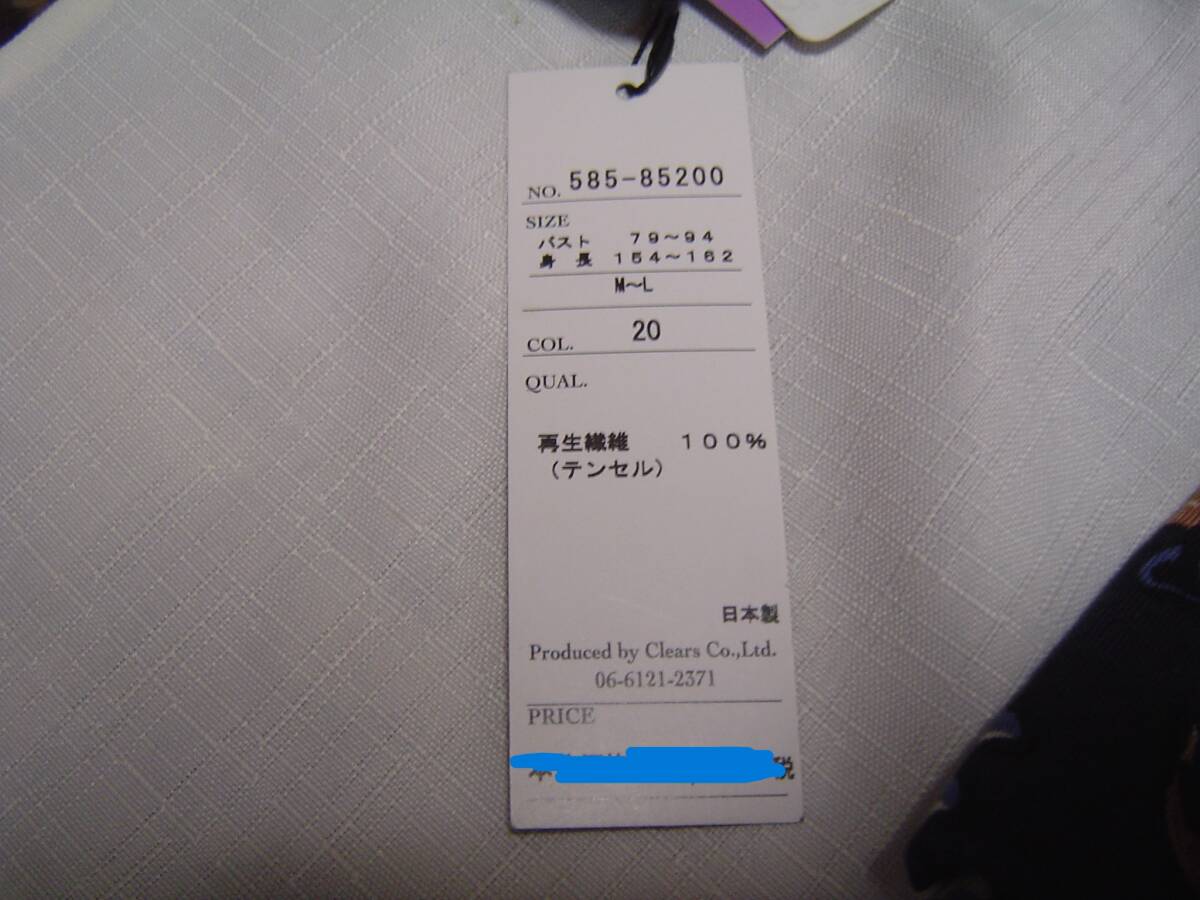 NO. 585-85200
SIZE
バスト 79～94
身 長 154～162
M～L
COL. 20
QUAL.
再生繊維 100%
(テンセル)
日本製
Produced by Clears Co.,Ltd.
06-6121-2371
PRICE
税